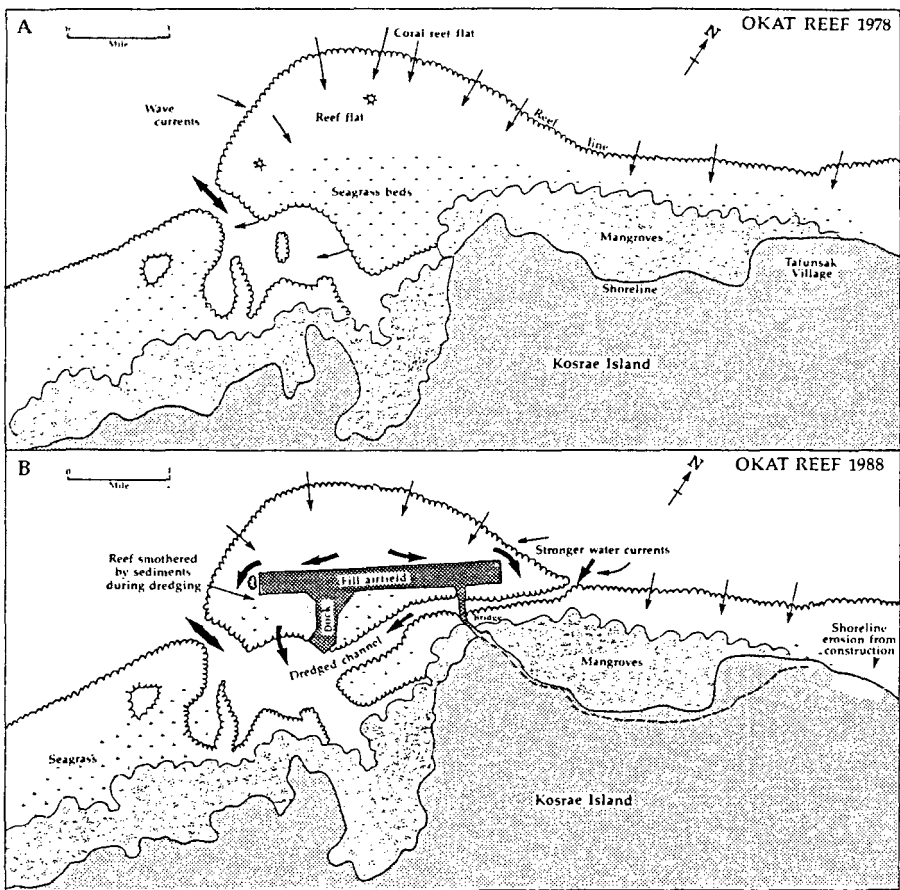 A
OKAT REEF 1978
0
Mile
N
Coral reef flat
Wave
currents
Reef flat
Reef
line
Seagrass beds
Mangroves
Shoreline
Tafunsak
Village
Kosrae Island
B
OKAT REEF 1988
0
Mile
N
Reef smothered
by sediments
during dredging
Stronger water currents
Fill airfield
Dock
Bridge
Dredged channel
Shoreline
erosion from
construction
Mangroves
Seagrass
Kosrae Island